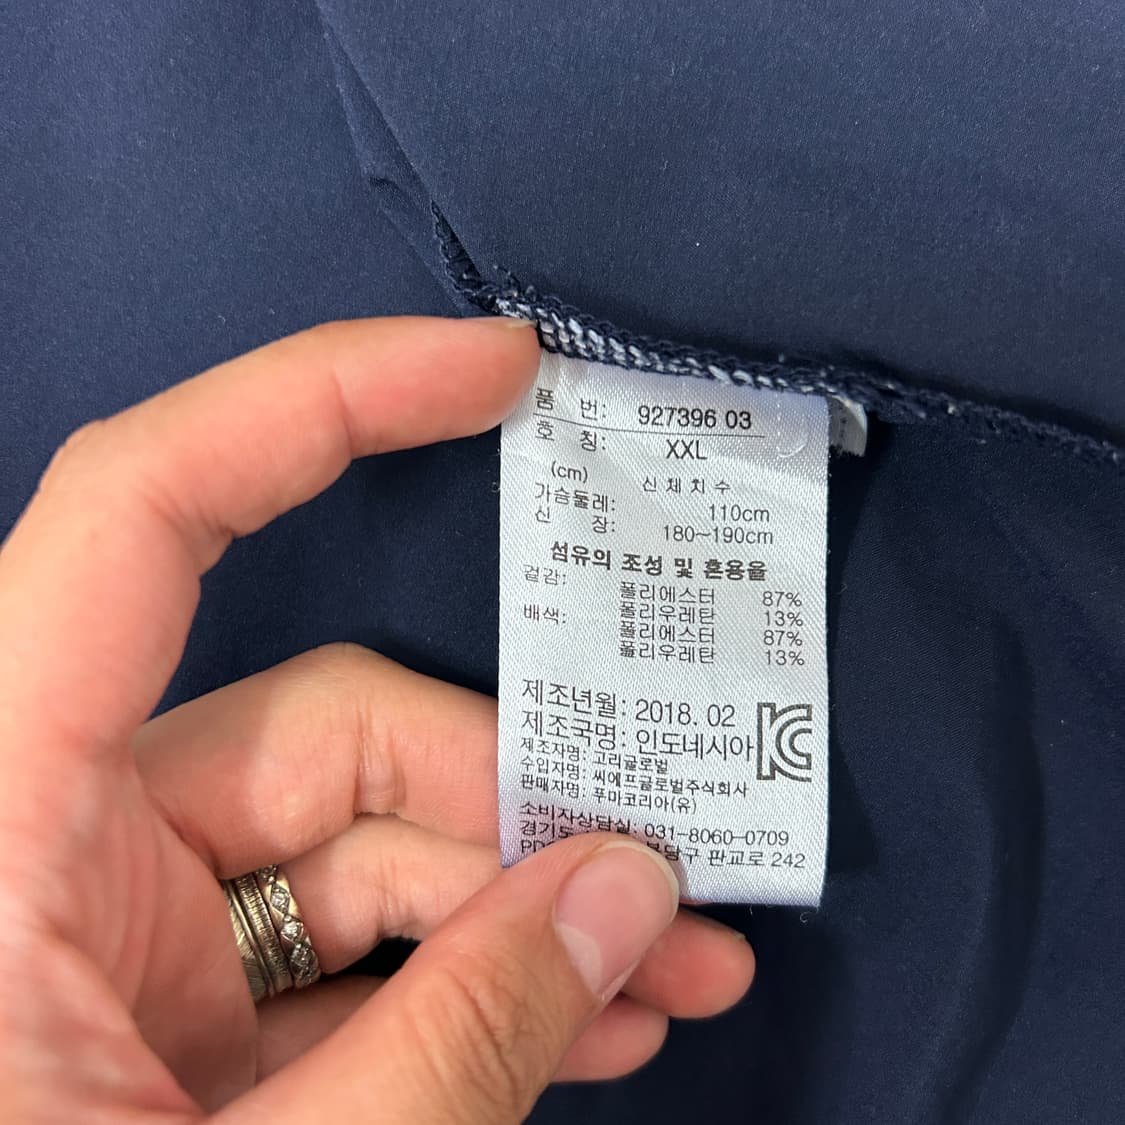 품 번: 927396 03
호 칭: XXL
(cm) 신체치수
가슴둘레: 110cm
신 장: 180~190cm
섬유의 조성 및 혼용율
겉감: 폴리에스터 87%
폴리우레탄 13%
배색: 폴리에스터 87%
폴리우레탄 13%
제조년월: 2018. 02
제조국명: 인도네시아
제조자명: 고리글로벌
수입자명: 씨에프글로벌주식회사
판매자명: 푸마코리아(유)
소비자상담실: 031-8060-0709
경기도 분당구 판교로 242
KC